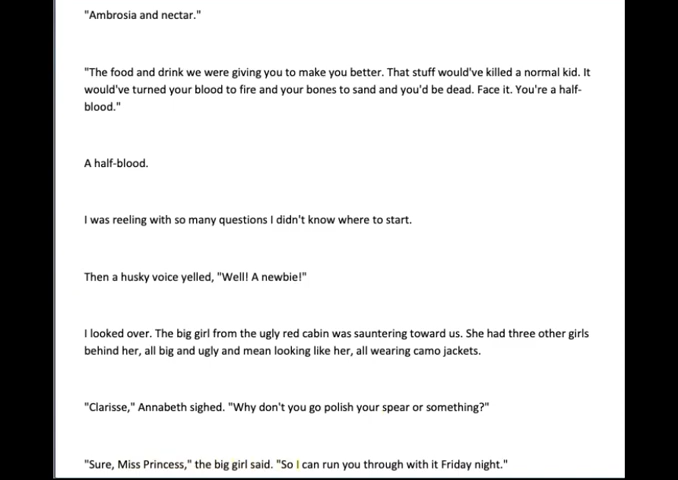 "Ambrosia and nectar."
"The food and drink we were giving you to make you better. That stuff would've killed a normal kid. It
would've turned your blood to fire and your bones to sand and you'd be dead. Face it. You're a half-
blood."
A half-blood.
I was reeling with so many questions I didn't know where to start.
Then a husky voice yelled, "Well! A newbie!"
I looked over. The big girl from the ugly red cabin was sauntering toward us. She had three other girls
behind her, all big and ugly and mean looking like her, all wearing camo jackets.
"Clarisse," Annabeth sighed. "Why don't you go polish your spear or something?"
"Sure, Miss Princess," the big girl said. "So I can run you through with it Friday night."